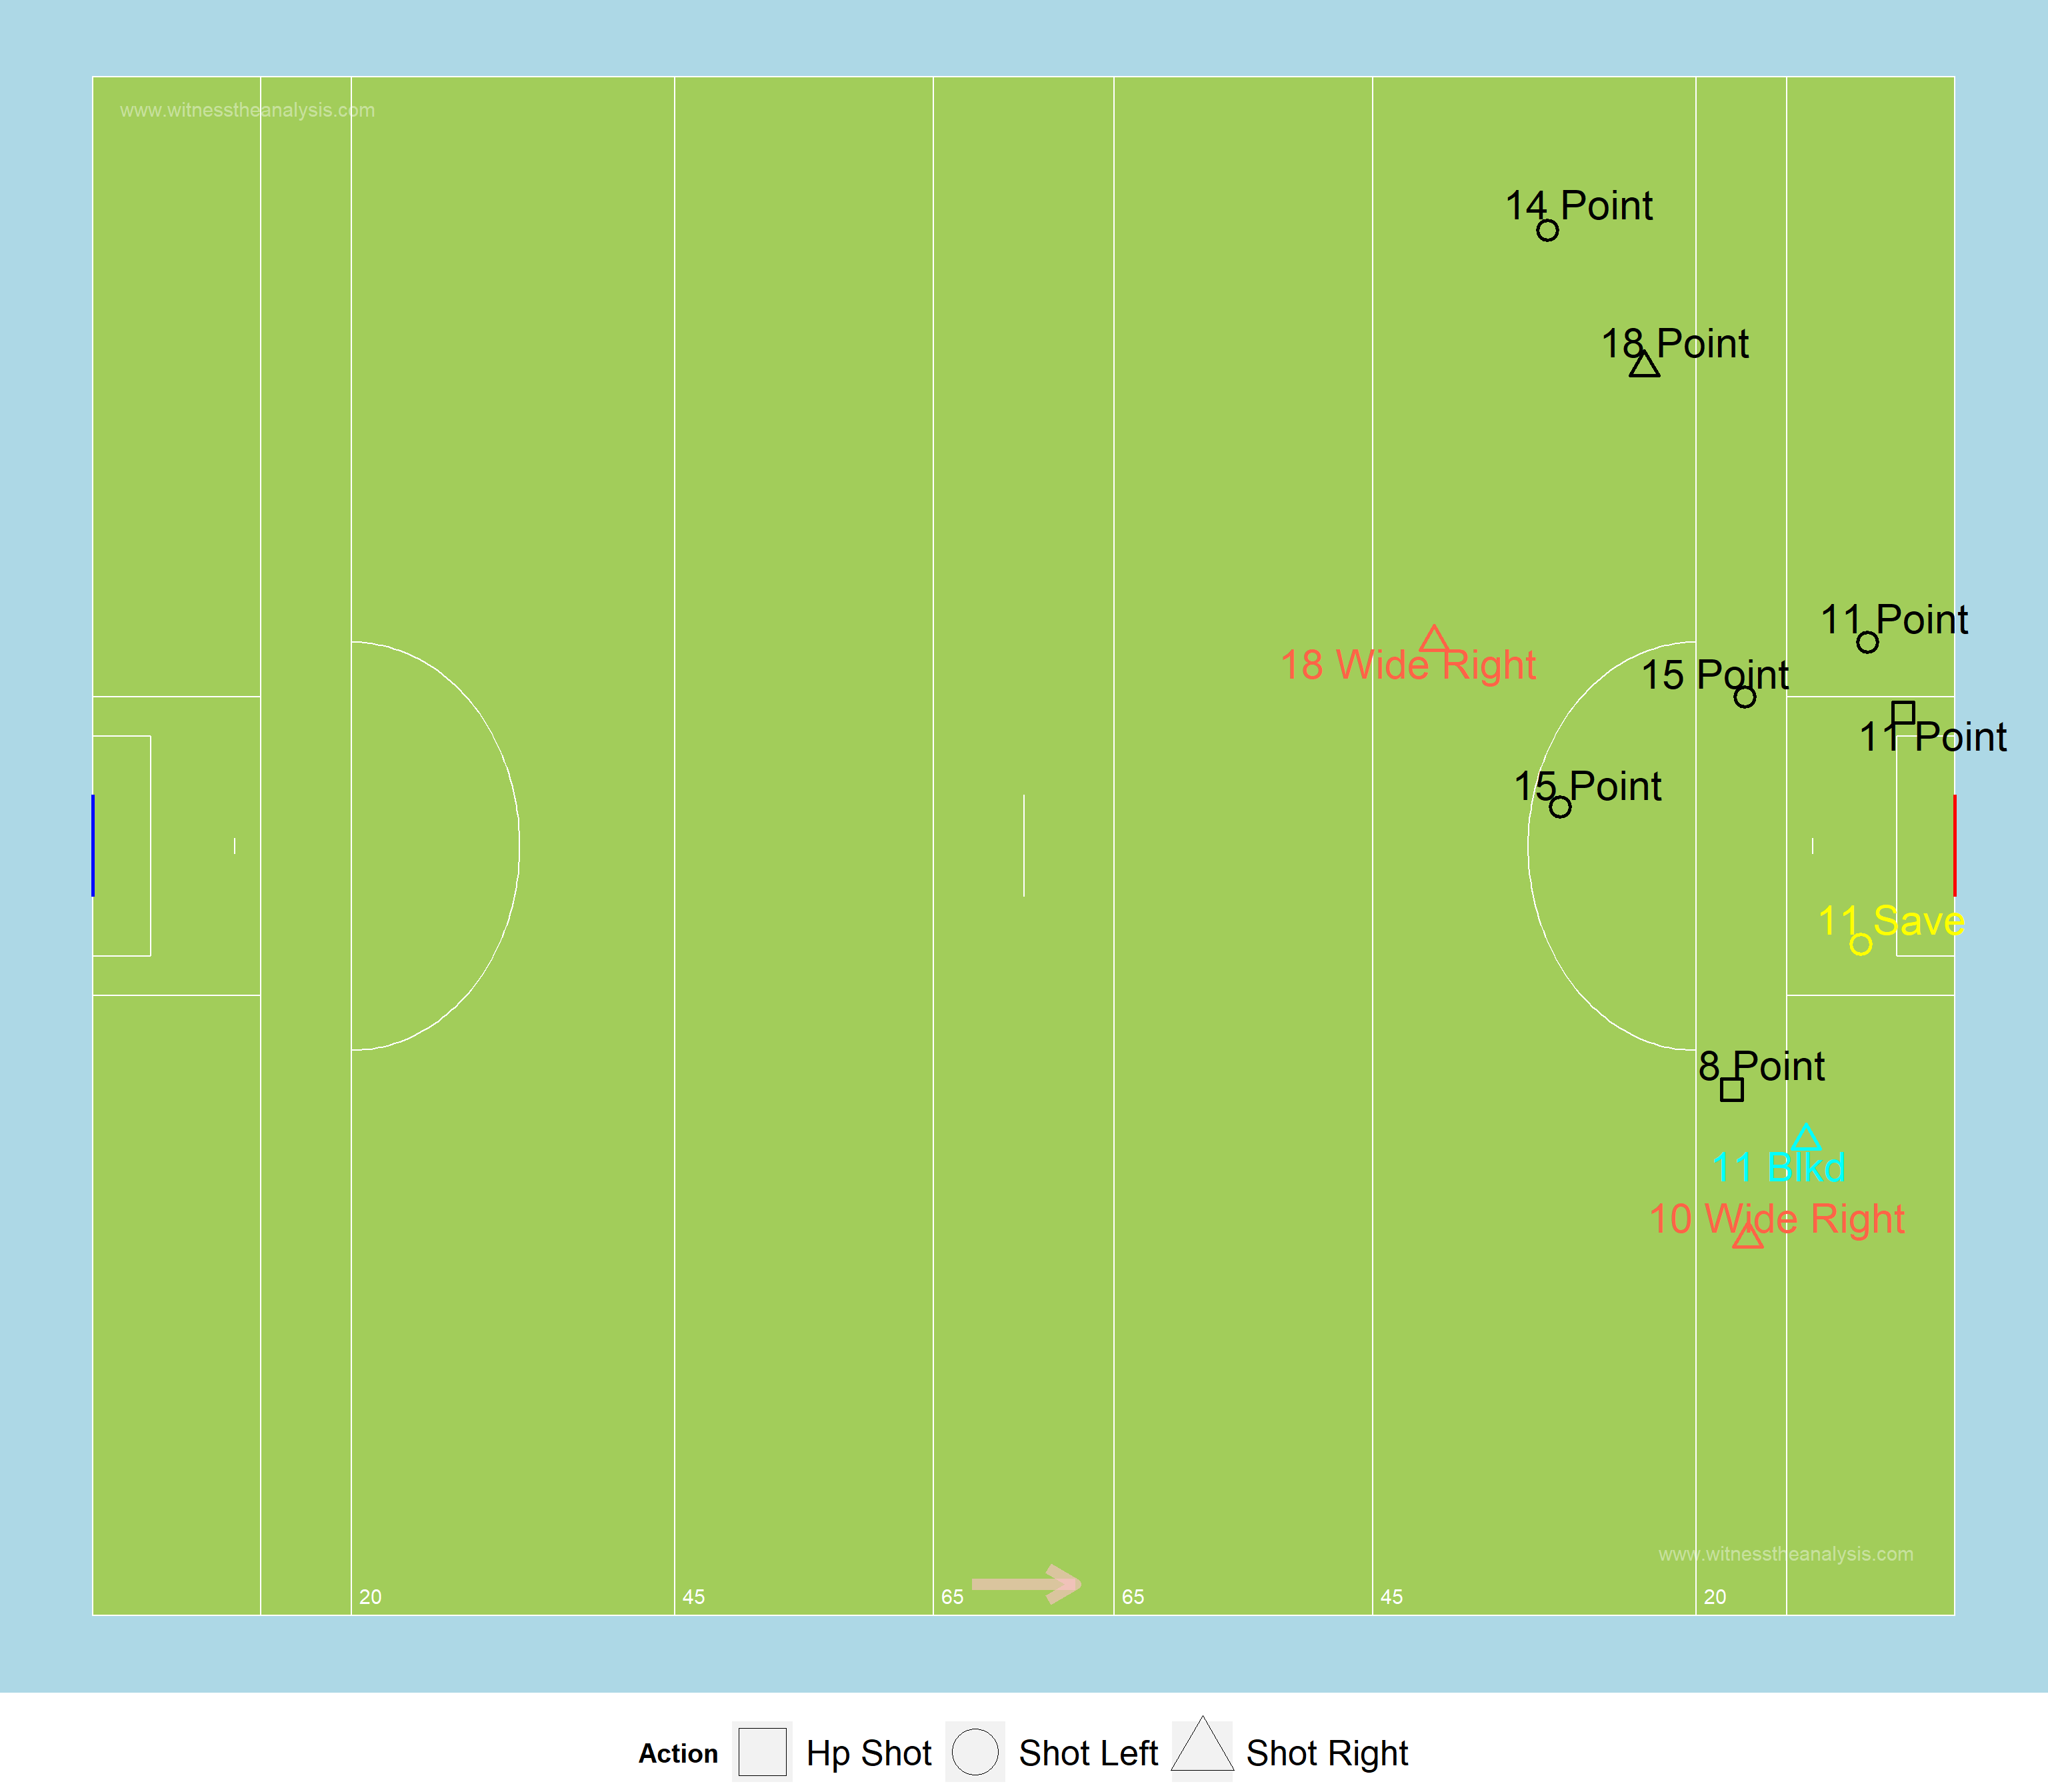 www.witnesstheanalysis.com
14 Point
18 Point
11 Point
18 Wide Right
15 Point
11 Point
15 Point
11 Save
8 Point
11 Blkd
10 Wide Right
www.witnesstheanalysis.com
20 45 65 65 45 20
Action Hp Shot Shot Left Shot Right